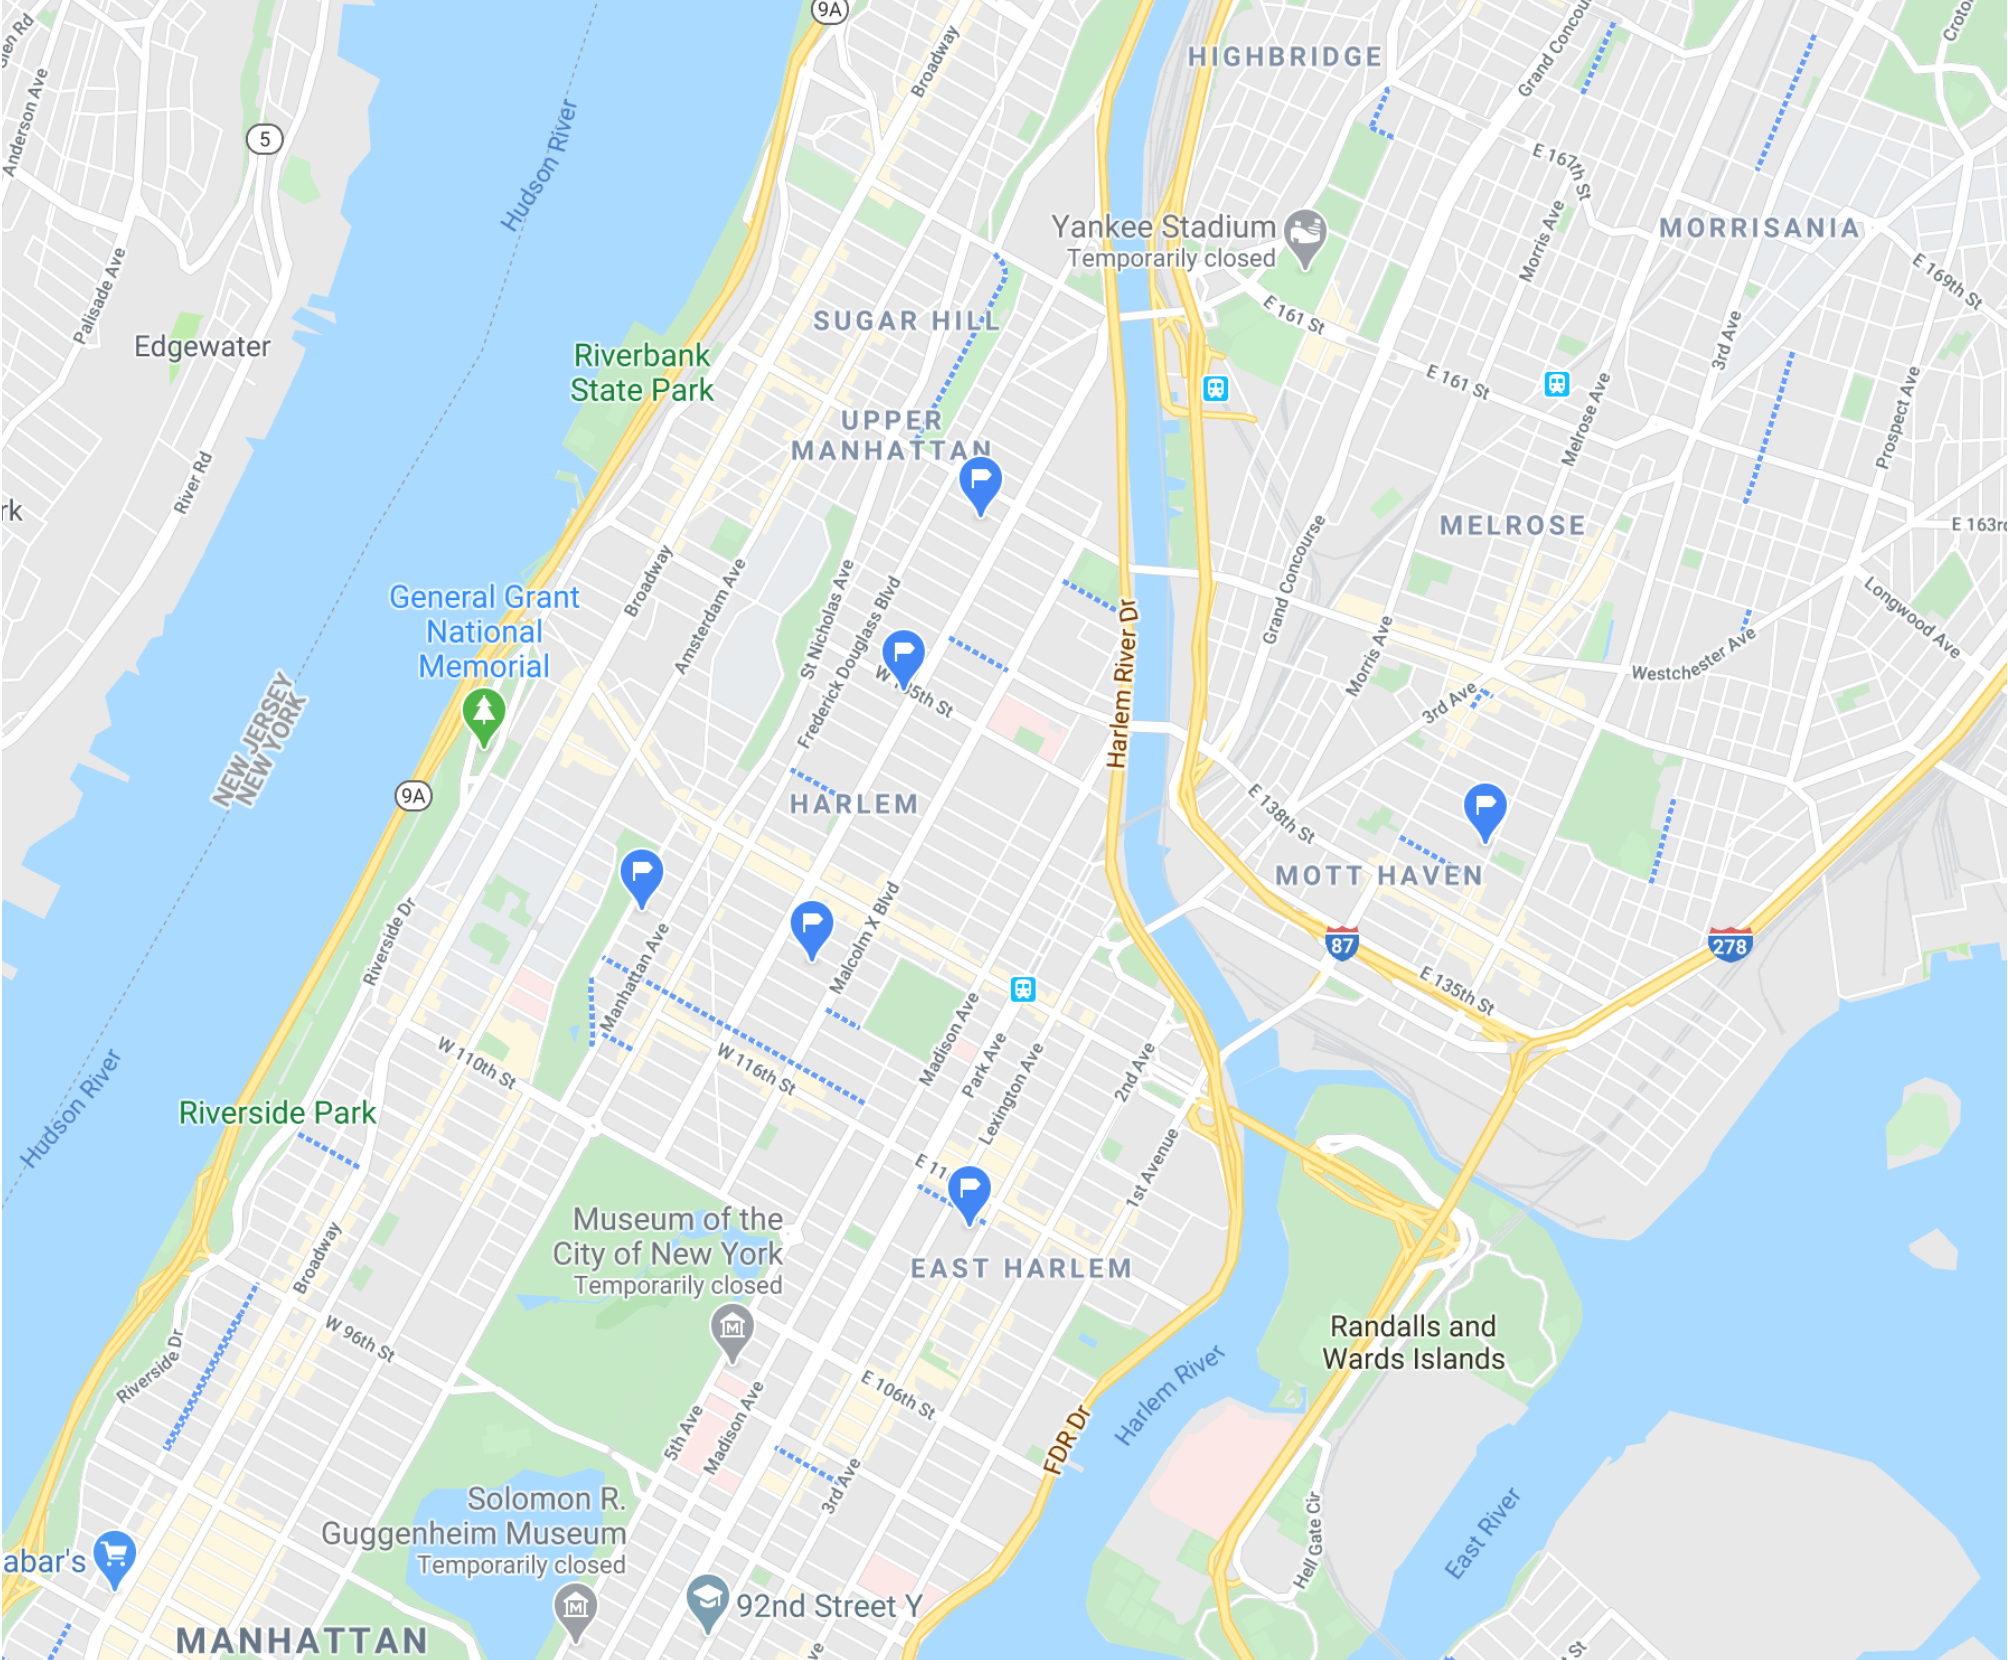 9A
Broadway
HIGHBRIDGE
Grand Concou
Anderson Ave
5
Hudson River
E 167th St
Yankee Stadium
Temporarily closed
Morris Ave
MORRISANIA
E 169th St
Palisade Ave
Edgewater
SUGAR HILL
E 161 St
3rd Ave
Riverbank
State Park
E 161 St
Melrose Ave
Prospect Ave
UPPER
MANHATTAN
River Rd
rk
MELROSE
E 163rd
General Grant
National
Memorial
Broadway
Amsterdam Ave
St Nicholas Ave
Frederick Douglass Blvd
Harlem River Dr
Grand Concourse
Morris Ave
Westchester Ave
Longwood Ave
W 135th St
3rd Ave
NEW JERSEY
NEW YORK
9A
HARLEM
E 138th St
MOTT HAVEN
Riverside Dr
Manhattan Ave
Malcolm X Blvd
87
278
E 135th St
Madison Ave
Park Ave
Lexington Ave
2nd Ave
W 110th St
W 116th St
Hudson River
Riverside Park
E 11
1st Avenue
Museum of the
City of New York
Temporarily closed
EAST HARLEM
Broadway
W 96th St
Riverside Dr
Randalls and
Wards Islands
Harlem River
E 106th St
5th Ave
Madison Ave
3rd Ave
FDR Dr
Solomon R.
Guggenheim Museum
Temporarily closed
Hell Gate Cir
East River
abar's
92nd Street Y
MANHATTAN
St